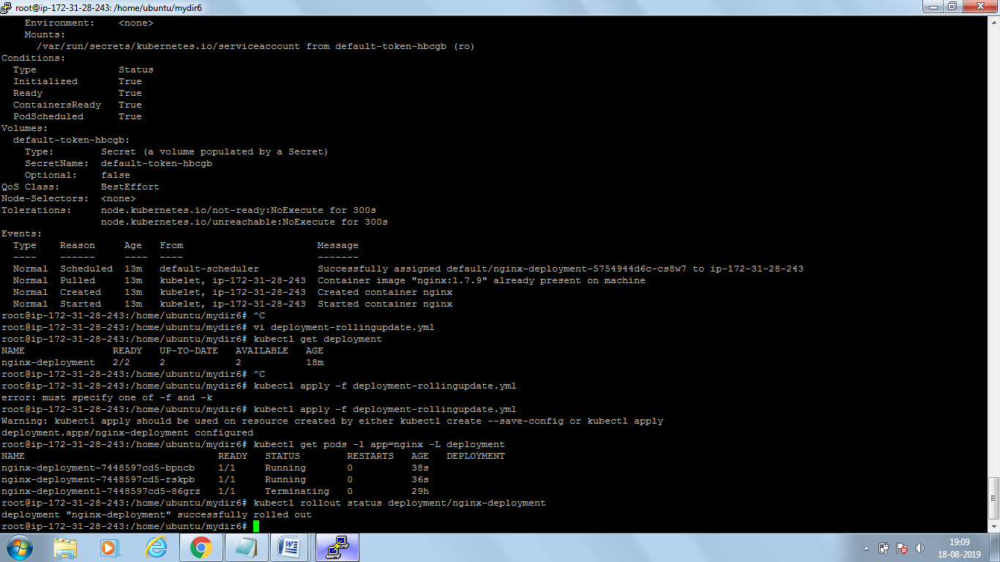 root@ip-172-31-28-243: /home/ubuntu/mydir6
    Environment:    <none>
    Mounts:
      /var/run/secrets/kubernetes.io/serviceaccount from default-token-hbcgb (ro)
Conditions:
  Type              Status
  Initialized       True
  Ready             True
  ContainersReady   True
  PodScheduled      True
Volumes:
  default-token-hbcgb:
    Type:        Secret (a volume populated by a Secret)
    SecretName:  default-token-hbcgb
    Optional:    false
QoS Class:       BestEffort
Node-Selectors:  <none>
Tolerations:     node.kubernetes.io/not-ready:NoExecute for 300s
                 node.kubernetes.io/unreachable:NoExecute for 300s
Events:
  Type    Reason     Age   From                       Message
  ----    ------     ----  ----                       -------
  Normal  Scheduled  13m   default-scheduler          Successfully assigned default/nginx-deployment-5754944d6c-cs8w7 to ip-172-31-28-243
  Normal  Pulled     13m   kubelet, ip-172-31-28-243  Container image "nginx:1.7.9" already present on machine
  Normal  Created    13m   kubelet, ip-172-31-28-243  Created container nginx
  Normal  Started    13m   kubelet, ip-172-31-28-243  Started container nginx
root@ip-172-31-28-243:/home/ubuntu/mydir6# ^C
root@ip-172-31-28-243:/home/ubuntu/mydir6# vi deployment-rollingupdate.yml
root@ip-172-31-28-243:/home/ubuntu/mydir6# kubectl get deployment
NAME               READY   UP-TO-DATE   AVAILABLE   AGE
nginx-deployment   2/2     2            2           18m
root@ip-172-31-28-243:/home/ubuntu/mydir6# ^C
root@ip-172-31-28-243:/home/ubuntu/mydir6# kubectl apply –f deployment-rollingupdate.yml
error: must specify one of -f and -k
root@ip-172-31-28-243:/home/ubuntu/mydir6# kubectl apply -f deployment-rollingupdate.yml
Warning: kubectl apply should be used on resource created by either kubectl create --save-config or kubectl apply
deployment.apps/nginx-deployment configured
root@ip-172-31-28-243:/home/ubuntu/mydir6# kubectl get pods -l app=nginx -L deployment
NAME                                 READY   STATUS        RESTARTS   AGE   DEPLOYMENT
nginx-deployment-7448597cd5-bpncb    1/1     Running       0          38s
nginx-deployment-7448597cd5-rskpb    1/1     Running       0          36s
nginx-deployment1-7448597cd5-86grz   1/1     Terminating   0          29h
root@ip-172-31-28-243:/home/ubuntu/mydir6# kubectl rollout status deployment/nginx-deployment
deployment "nginx-deployment" successfully rolled out
root@ip-172-31-28-243:/home/ubuntu/mydir6#
19:09
18-08-2019